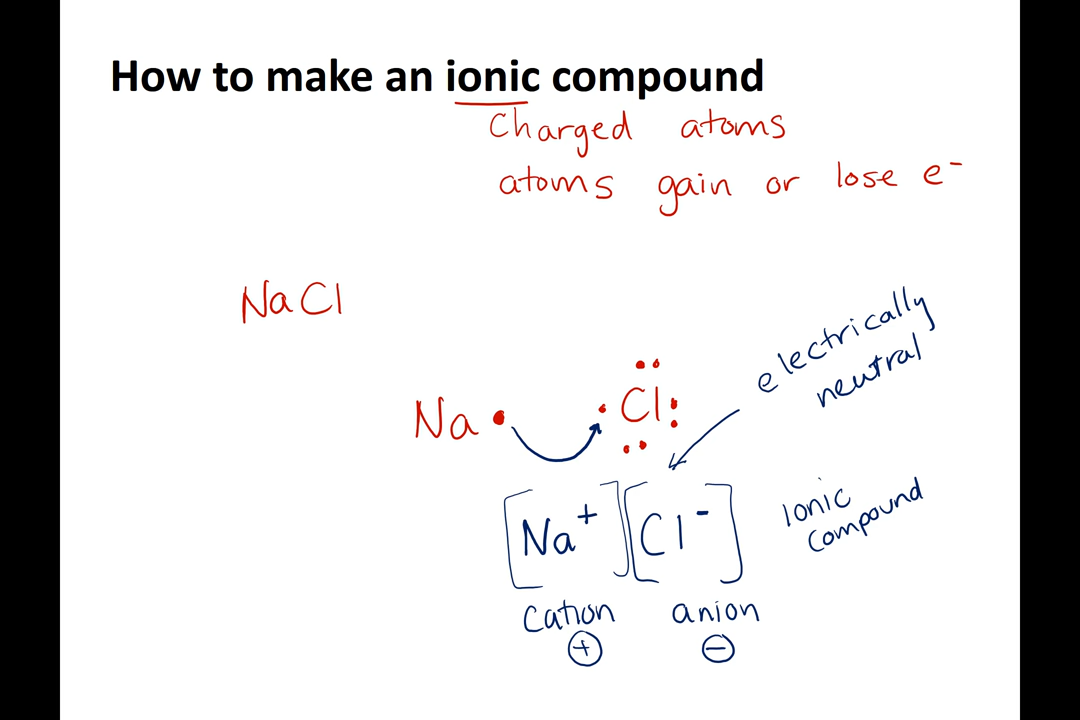 How to make an ionic compound
Charged atoms
atoms gain or lose e⁻
NaCl
electrically
neutral
Na Cl
[Na⁺][Cl⁻]
Ionic
compound
Cation anion
+ −